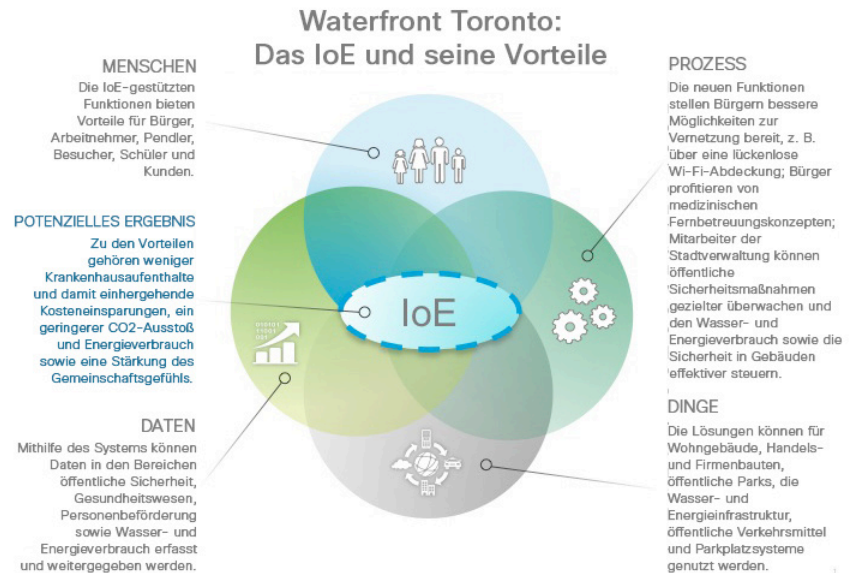 Waterfront Toronto:
Das IoE und seine Vorteile
MENSCHEN
Die IoE-gestützten
Funktionen bieten
Vorteile für Bürger,
Arbeitnehmer, Pendler,
Besucher, Schüler und
Kunden.
POTENZIELLES ERGEBNIS
Zu den Vorteilen
gehören weniger
Krankenhausaufenthalte
und damit einhergehende
Kosteneinsparungen, ein
geringerer CO2-Ausstoß
und Energieverbrauch
sowie eine Stärkung des
Gemeinschaftsgefühls.
DATEN
Mithilfe des Systems können
Daten in den Bereichen
öffentliche Sicherheit,
Gesundheitswesen,
Personenbeförderung
sowie Wasser- und
Energieverbrauch erfasst
und weitergegeben werden.
IoE
010101
01001
001
PROZESS
Die neuen Funktionen
stellen Bürgern bessere
Möglichkeiten zur
Vernetzung bereit, z. B.
über eine lückenlose
Wi-Fi-Abdeckung; Bürger
profitieren von
medizinischen
Fernbetreuungskonzepten;
Mitarbeiter der
Stadtverwaltung können
öffentliche
Sicherheitsmaßnahmen
gezielter überwachen und
den Wasser- und
Energieverbrauch sowie die
Sicherheit in Gebäuden
effektiver steuern.
DINGE
Die Lösungen können für
Wohngebäude, Handels-
und Firmenbauten,
öffentliche Parks, die
Wasser- und
Energieinfrastruktur,
öffentliche Verkehrsmittel
und Parkplatzsysteme
genutzt werden.